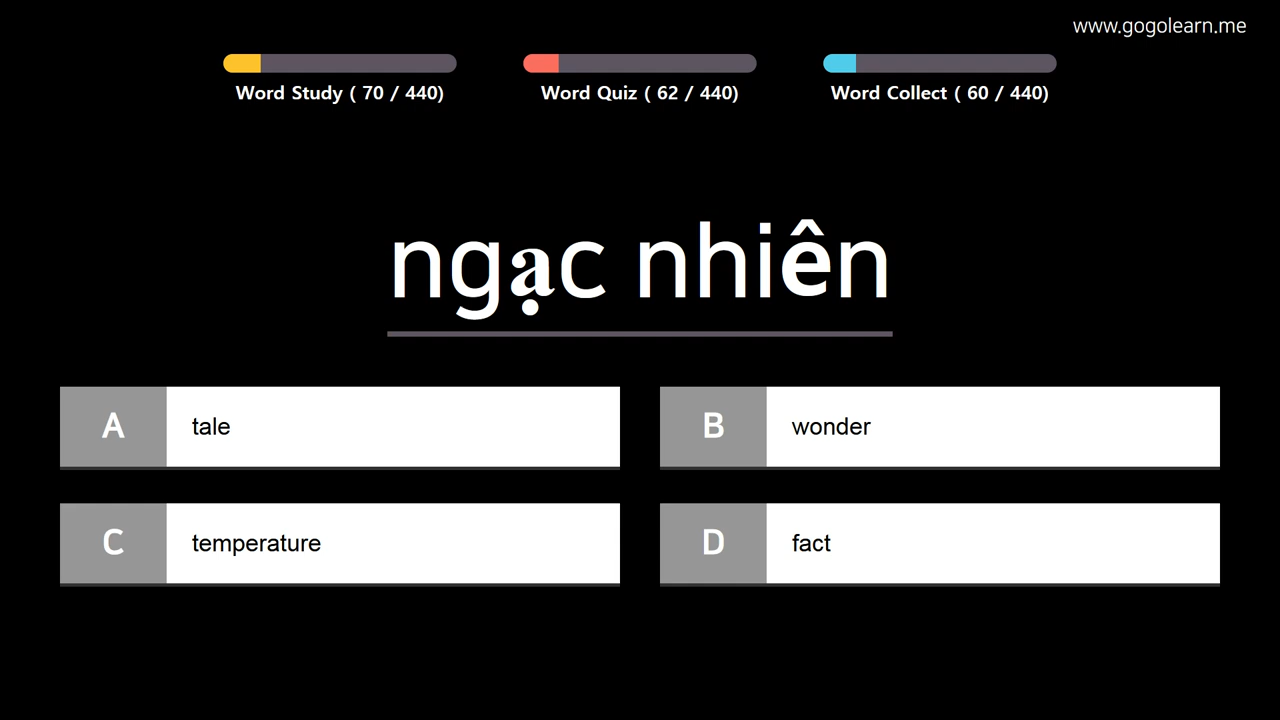 www.gogolearn.me
Word Study ( 70 / 440)
Word Quiz ( 62 / 440)
Word Collect ( 60 / 440)
ngạc nhiên
A tale
B wonder
C temperature
D fact